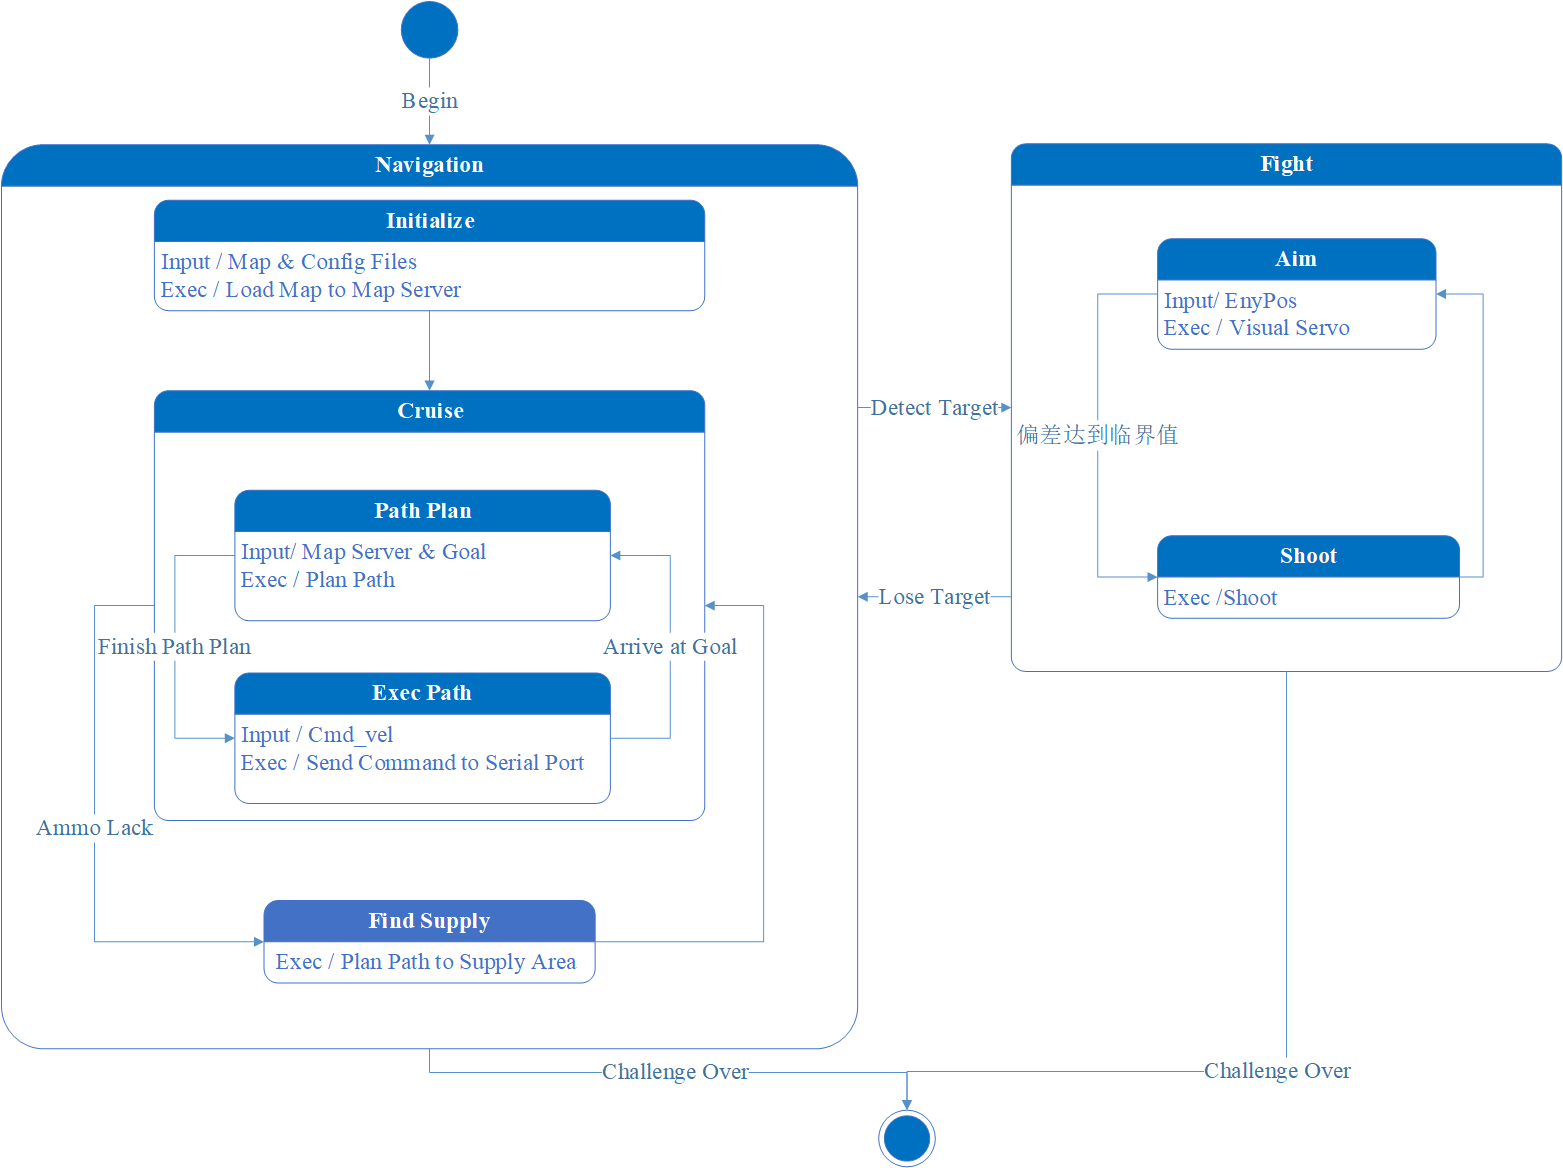 Begin
Navigation
Initialize
Input / Map & Config Files
Exec / Load Map to Map Server
Cruise
Path Plan
Input/ Map Server & Goal
Exec / Plan Path
Finish Path Plan
Arrive at Goal
Exec Path
Input / Cmd_vel
Exec / Send Command to Serial Port
Ammo Lack
Find Supply
Exec / Plan Path to Supply Area
Detect Target
Lose Target
Fight
Aim
Input/ EnyPos
Exec / Visual Servo
偏差达到临界值
Shoot
Exec /Shoot
Challenge Over
Challenge Over